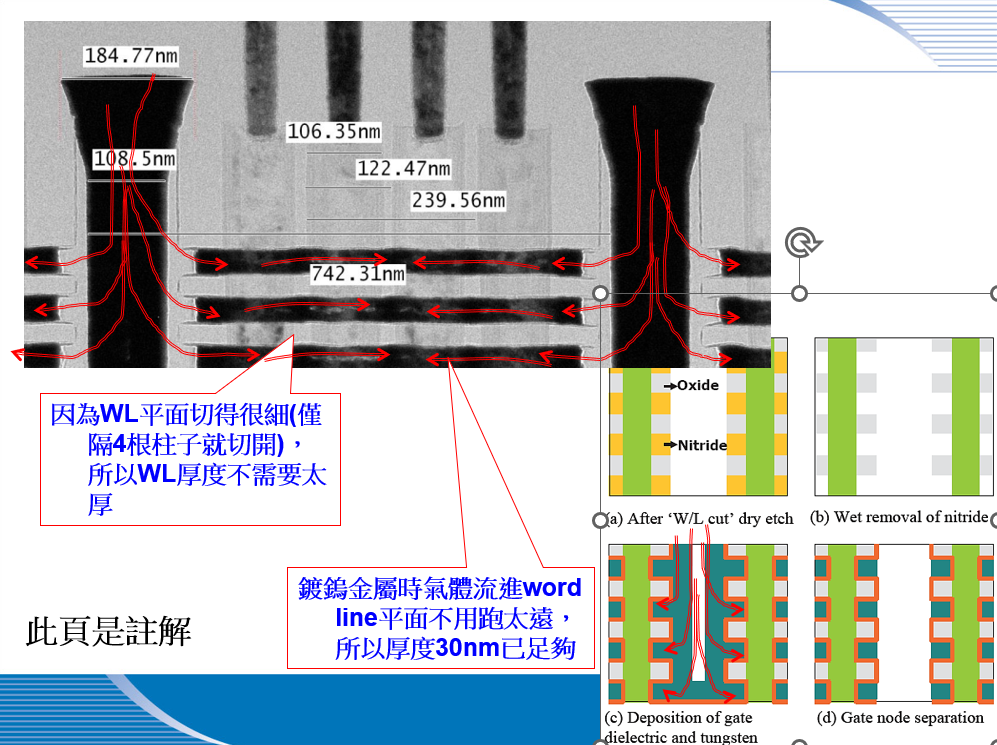 184.77nm
108.5nm
106.35nm
122.47nm
239.56nm
742.31nm
因為WL平面切得很細(僅
隔4根柱子就切開)，
所以WL厚度不需要太
厚
鍍鎢金屬時氣體流進word
line平面不用跑太遠，
所以厚度30nm已足夠
此頁是註解
Oxide
Nitride
(a) After ‘W/L cut’ dry etch
(b) Wet removal of nitride
(c) Deposition of gate
dielectric and tungsten
(d) Gate node separation